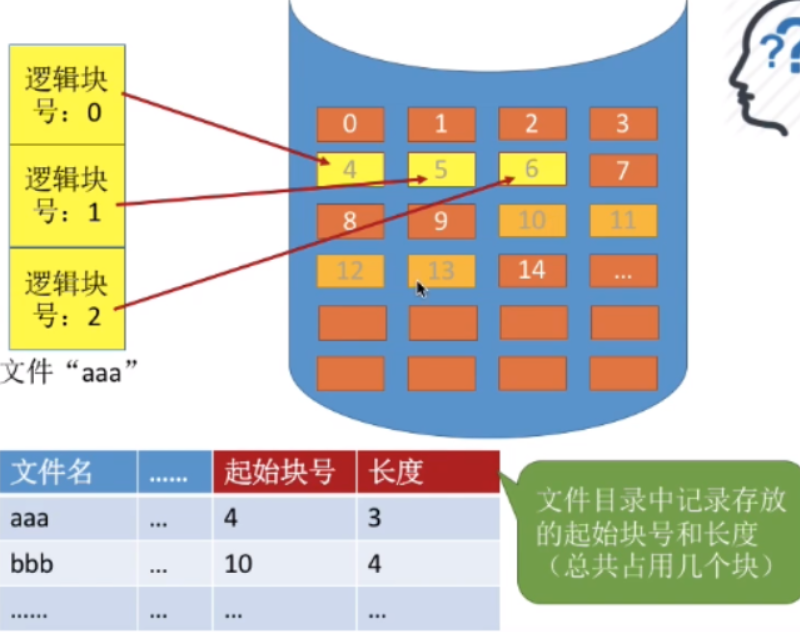 逻辑块
号：0
逻辑块
号：1
逻辑块
号：2
文件“aaa”
0 1 2 3
4 5 6 7
8 9 10 11
12 13 14 ...
? ?
文件名 …… 起始块号 长度
aaa ... 4 3
bbb ... 10 4
…… ... ... ...
文件目录中记录存放
的起始块号和长度
（总共占用几个块）